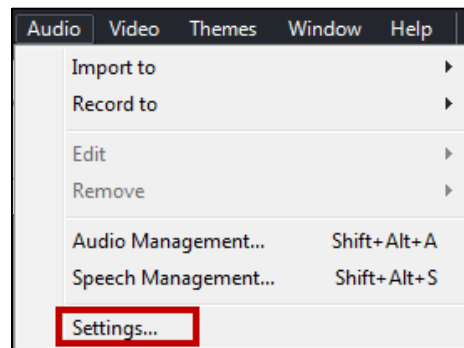 Audio Video Themes Window Help
Import to
Record to
Edit
Remove
Audio Management... Shift+Alt+A
Speech Management... Shift+Alt+S
Settings...